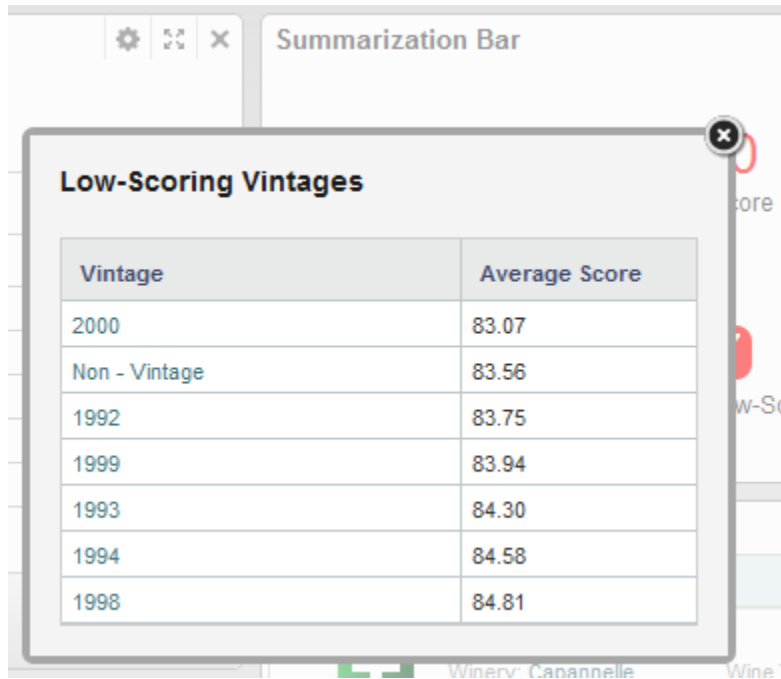 Summarization Bar
Low-Scoring Vintages
Vintage Average Score
2000 83.07
Non - Vintage 83.56
1992 83.75
1999 83.94
1993 84.30
1994 84.58
1998 84.81
Winery: Capannelle Wine